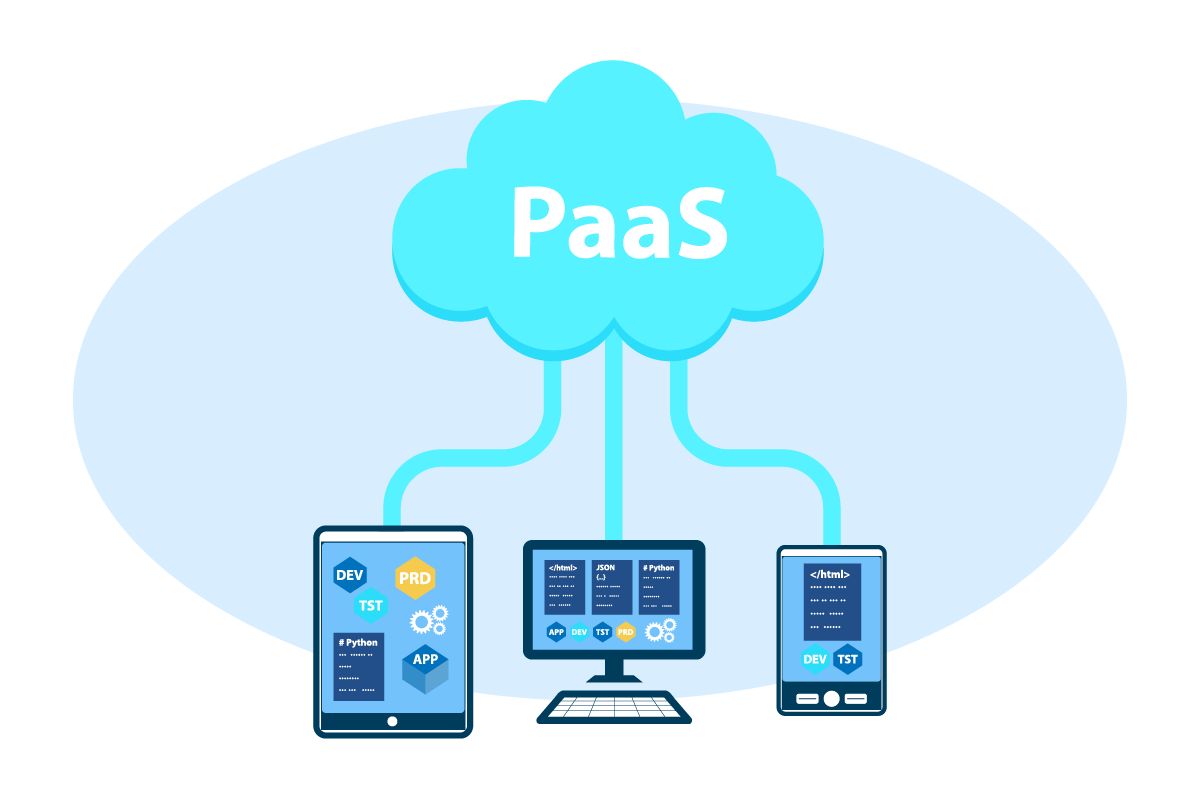 PaaS
DEV
PRD
TST
# Python
APP
</html>
JSON
{...}
# Python
APP
DEV
TST
PRD
</html>
DEV
TST